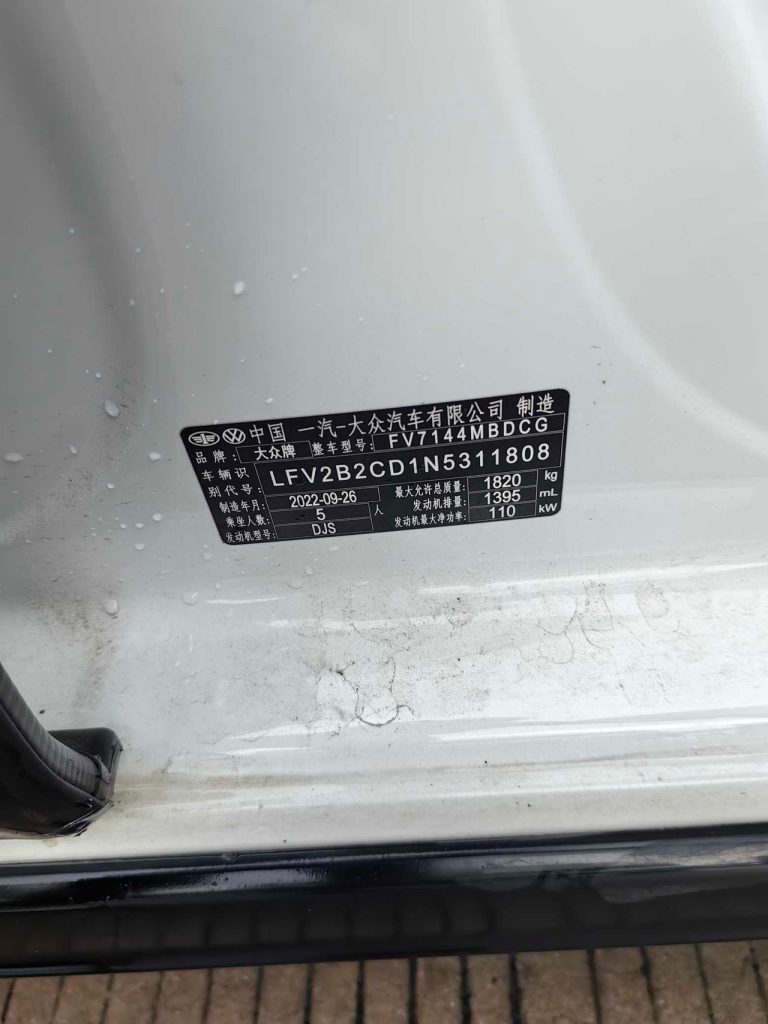 中国 一汽-大众汽车有限公司 制造
品牌: 大众牌 整车型号: FV7144MBDCG
车辆识别代号: LFV2B2CD1N5311808
制造年月: 2022-09-26 最大允许总质量: 1820 kg
乘坐人数: 5 人 发动机排量: 1395 mL
发动机型号: DJS 发动机最大净功率: 110 kW